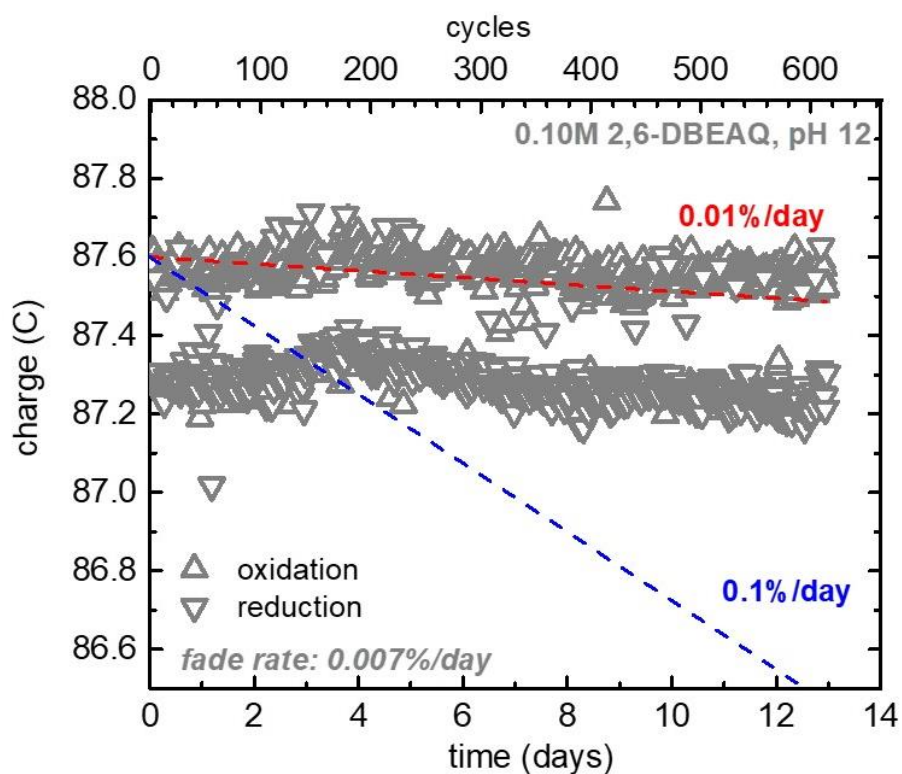 cycles
0 100 200 300 400 500 600
88.0
87.8
87.6
87.4
87.2
87.0
86.8
86.6
charge (C)
0.10M 2,6-DBEAQ, pH 12
0.01%/day
0.1%/day
oxidation
reduction
fade rate: 0.007%/day
0 2 4 6 8 10 12 14
time (days)